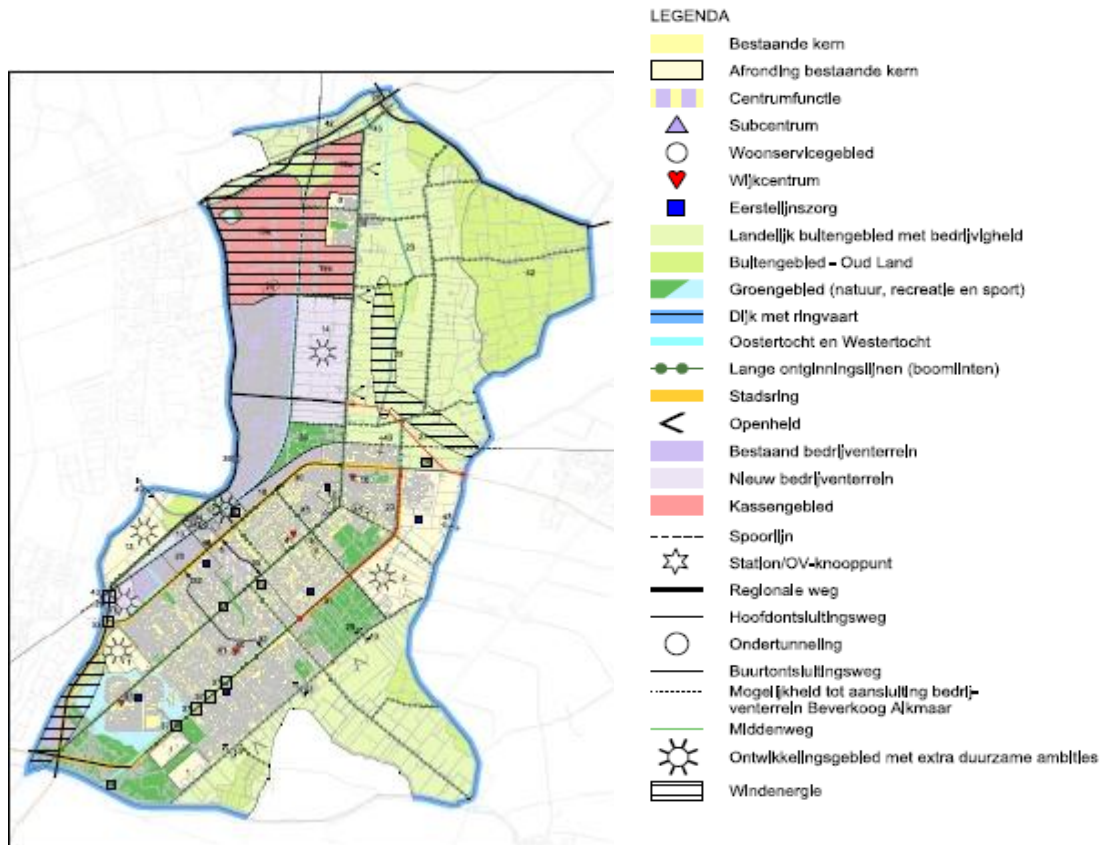 LEGENDA
Bestaande kern
Afronding bestaande kern
Centrumfunctie
Subcentrum
Woonservicegebied
Wijkcentrum
Eerstelijnszorg
Landelijk buitengebied met bedrijvigheid
Buitengebied - Oud Land
Groengebied (natuur, recreatie en sport)
Dijk met ringvaart
Oostertocht en Westertocht
Lange ontginningslijnen (boomlinten)
Stadsring
Openheid
Bestaand bedrijventerrein
Nieuw bedrijventerrein
Kassengebied
Spoorlijn
Station/OV-knooppunt
Regionale weg
Hoofdontsluitingsweg
Ondertunneling
Buurtontsluitingsweg
Mogelijkheid tot aansluiting bedrij-
venterrein Beverkoog Alkmaar
Middenweg
Ontwikkelingsgebied met extra duurzame ambities
Windenergie